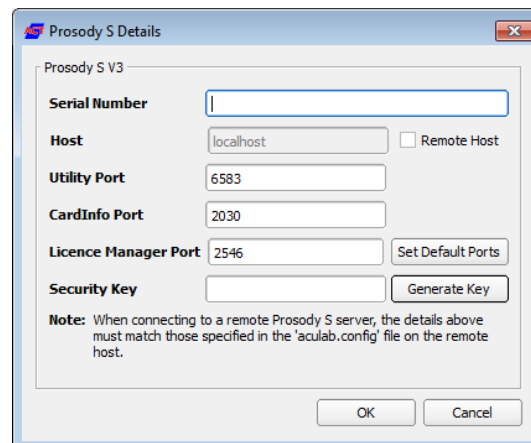 Prosody S Details
Prosody S V3
Serial Number
Host localhost Remote Host
Utility Port 6583
CardInfo Port 2030
Licence Manager Port 2546 Set Default Ports
Security Key Generate Key
Note: When connecting to a remote Prosody S server, the details above
must match those specified in the 'aculab.config' file on the remote
host.
OK Cancel